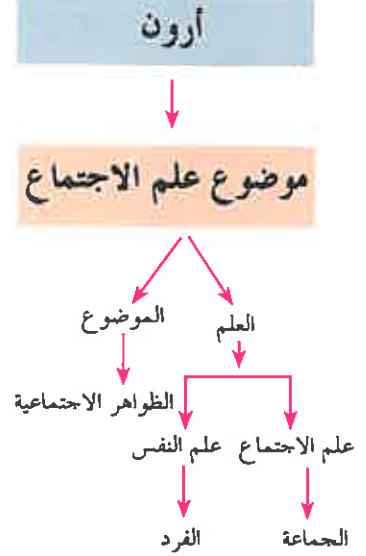 أرون
موضوع علم الاجتماع
العلم
الموضوع
الظواهر الاجتماعية
علم الاجتماع
علم النفس
الجماعة
الفرد